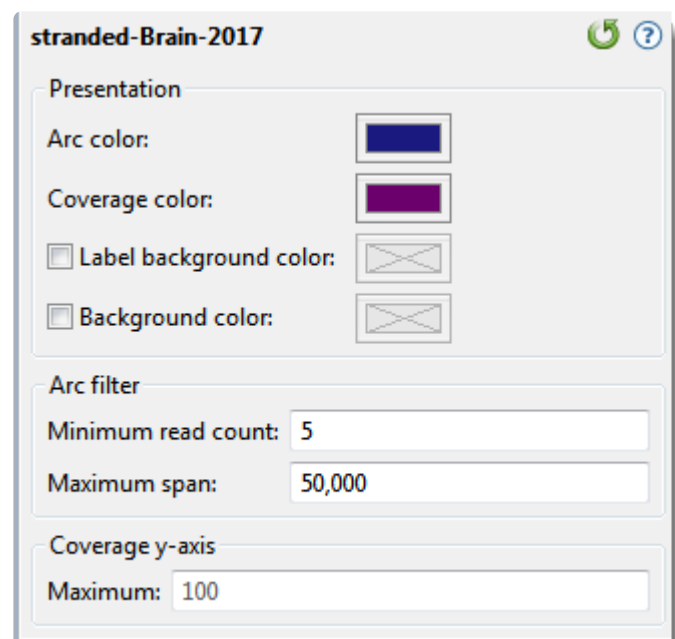 stranded-Brain-2017
Presentation
Arc color:
Coverage color:
Label background color:
Background color:
Arc filter
Minimum read count: 5
Maximum span: 50,000
Coverage y-axis
Maximum: 100